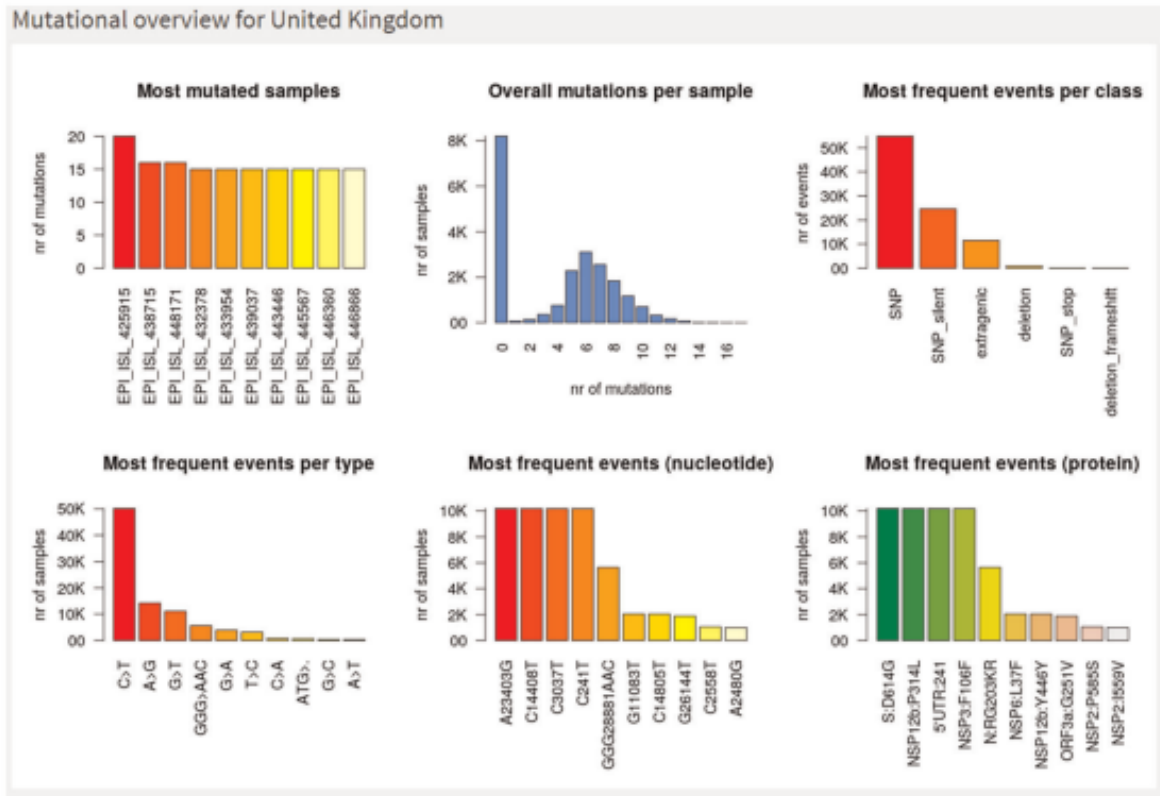 Mutational overview for United Kingdom
Most mutated samples
nr of mutations
20
15
10
5
0
EPI_ISL_425915
EPI_ISL_438715
EPI_ISL_448171
EPI_ISL_432378
EPI_ISL_433954
EPI_ISL_439037
EPI_ISL_443446
EPI_ISL_445567
EPI_ISL_446360
EPI_ISL_446866
Overall mutations per sample
nr of samples
8K
6K
4K
2K
00
0
2
4
6
8
10
12
14
16
nr of mutations
Most frequent events per class
nr of events
50K
40K
30K
20K
10K
00
SNP
SNP_silent
extragenic
deletion
SNP_stop
deletion_frameshift
Most frequent events per type
nr of samples
50K
40K
30K
20K
10K
00
C>T
A>G
G>T
GGG>AAC
G>A
T>C
C>A
ATG>.
G>C
A>T
Most frequent events (nucleotide)
nr of samples
10K
8K
6K
4K
2K
00
A23403G
C14408T
C3037T
C241T
GGG28881AAC
G11083T
C14805T
G26144T
C2558T
A2480G
Most frequent events (protein)
nr of samples
10K
8K
6K
4K
2K
00
S:D614G
NSP12b:P314L
5'UTR:241
NSP3:F106F
N:RG203KR
NSP6:L37F
NSP12b:Y446Y
ORF3a:G251V
NSP2:P585S
NSP2:I559V